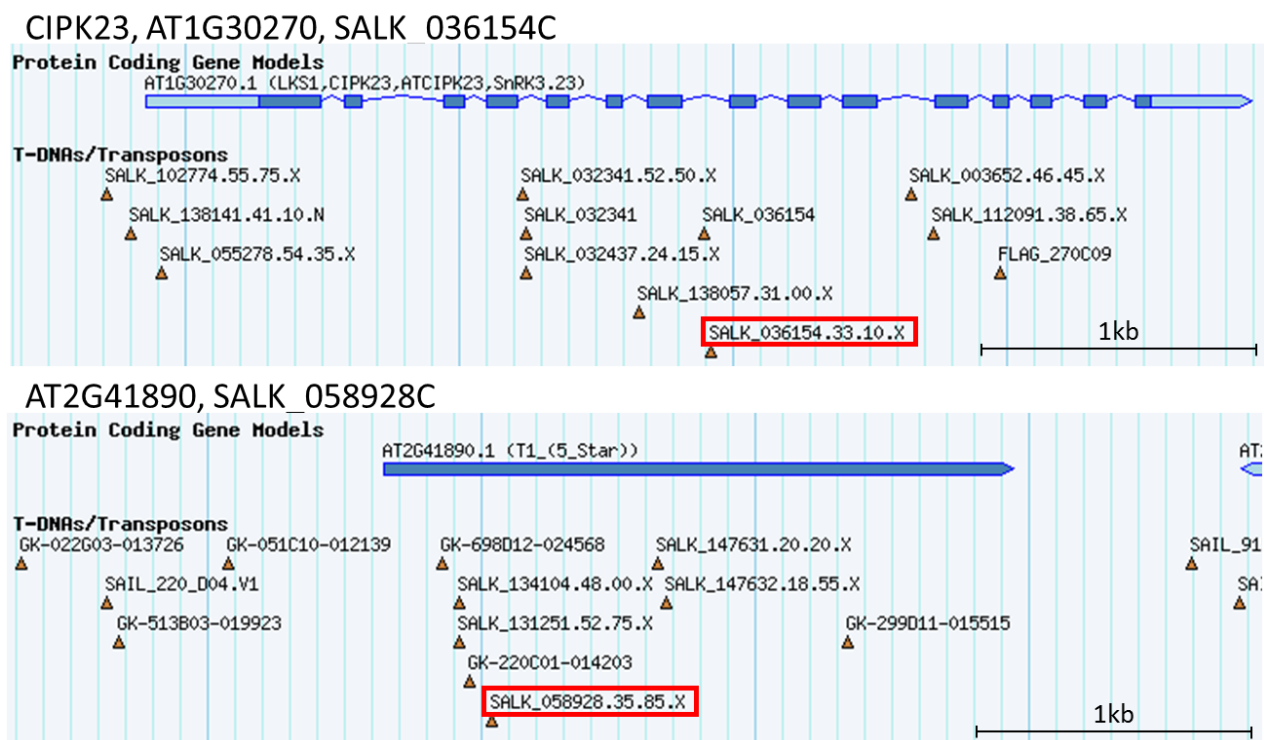 CIPK23, AT1G30270, SALK_036154C
Protein Coding Gene Models
AT1G30270.1 (LKS1,CIPK23,ATCIPK23,SnRK3.23)
T-DNAs/Transposons
SALK_102774.55.75.X SALK_032341.52.50.X SALK_003652.46.45.X
SALK_138141.41.10.N SALK_032341 SALK_036154 SALK_112091.38.65.X
SALK_055278.54.35.X SALK_032437.24.15.X FLAG_270C09
SALK_138057.31.00.X
SALK_036154.33.10.X 1kb
AT2G41890, SALK_058928C
Protein Coding Gene Models
AT2G41890.1 (T1_(5_Star)) AT2
T-DNAs/Transposons
GK-022G03-013726 GK-051C10-012139 GK-698D12-024568 SALK_147631.20.20.X SAIL_91
SAIL_220_D04.V1 SALK_134104.48.00.X SALK_147632.18.55.X SAI
GK-513B03-019923 SALK_131251.52.75.X GK-299D11-015515
GK-220C01-014203
SALK_058928.35.85.X 1kb